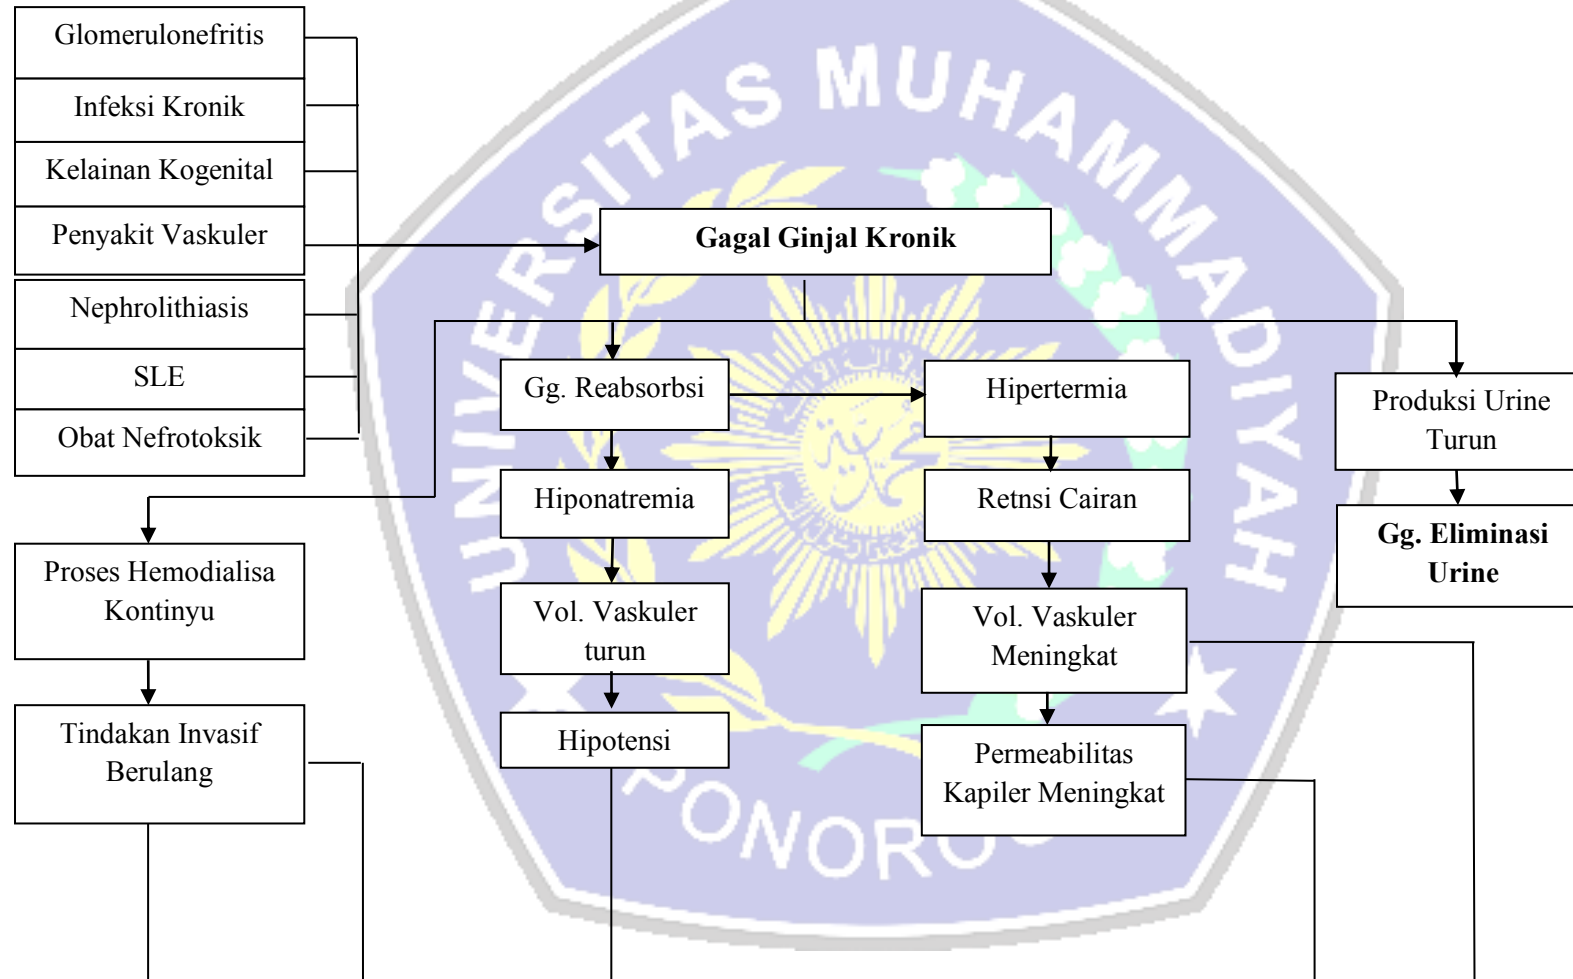 Glomerulonefritis
Infeksi Kronik
Kelainan Kogenital
Penyakit Vaskuler
Nephrolithiasis
SLE
Obat Nefrotoksik
Gagal Ginjal Kronik
Gg. Reabsorbsi
Hipertermia
Produksi Urine
Turun
Hiponatremia
Retnsi Cairan
Gg. Eliminasi
Urine
Proses Hemodialisa
Kontinyu
Vol. Vaskuler
turun
Vol. Vaskuler
Meningkat
Tindakan Invasif
Berulang
Hipotensi
Permeabilitas
Kapiler Meningkat
UNIVERSITAS MUHAMMADIYAH